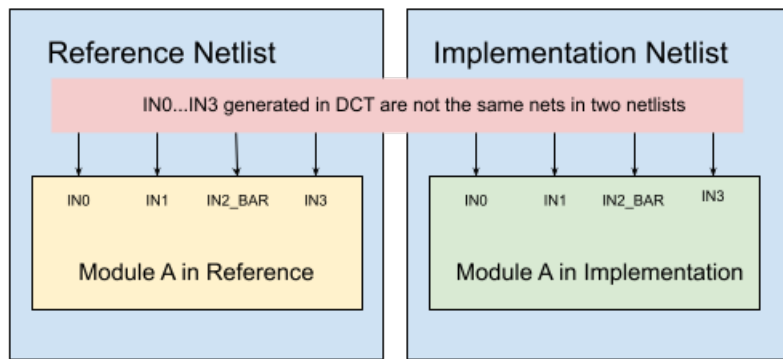 Reference Netlist
Implementation Netlist
IN0...IN3 generated in DCT are not the same nets in two netlists
IN0 IN1 IN2_BAR IN3
IN0 IN1 IN2_BAR IN3
Module A in Reference
Module A in Implementation